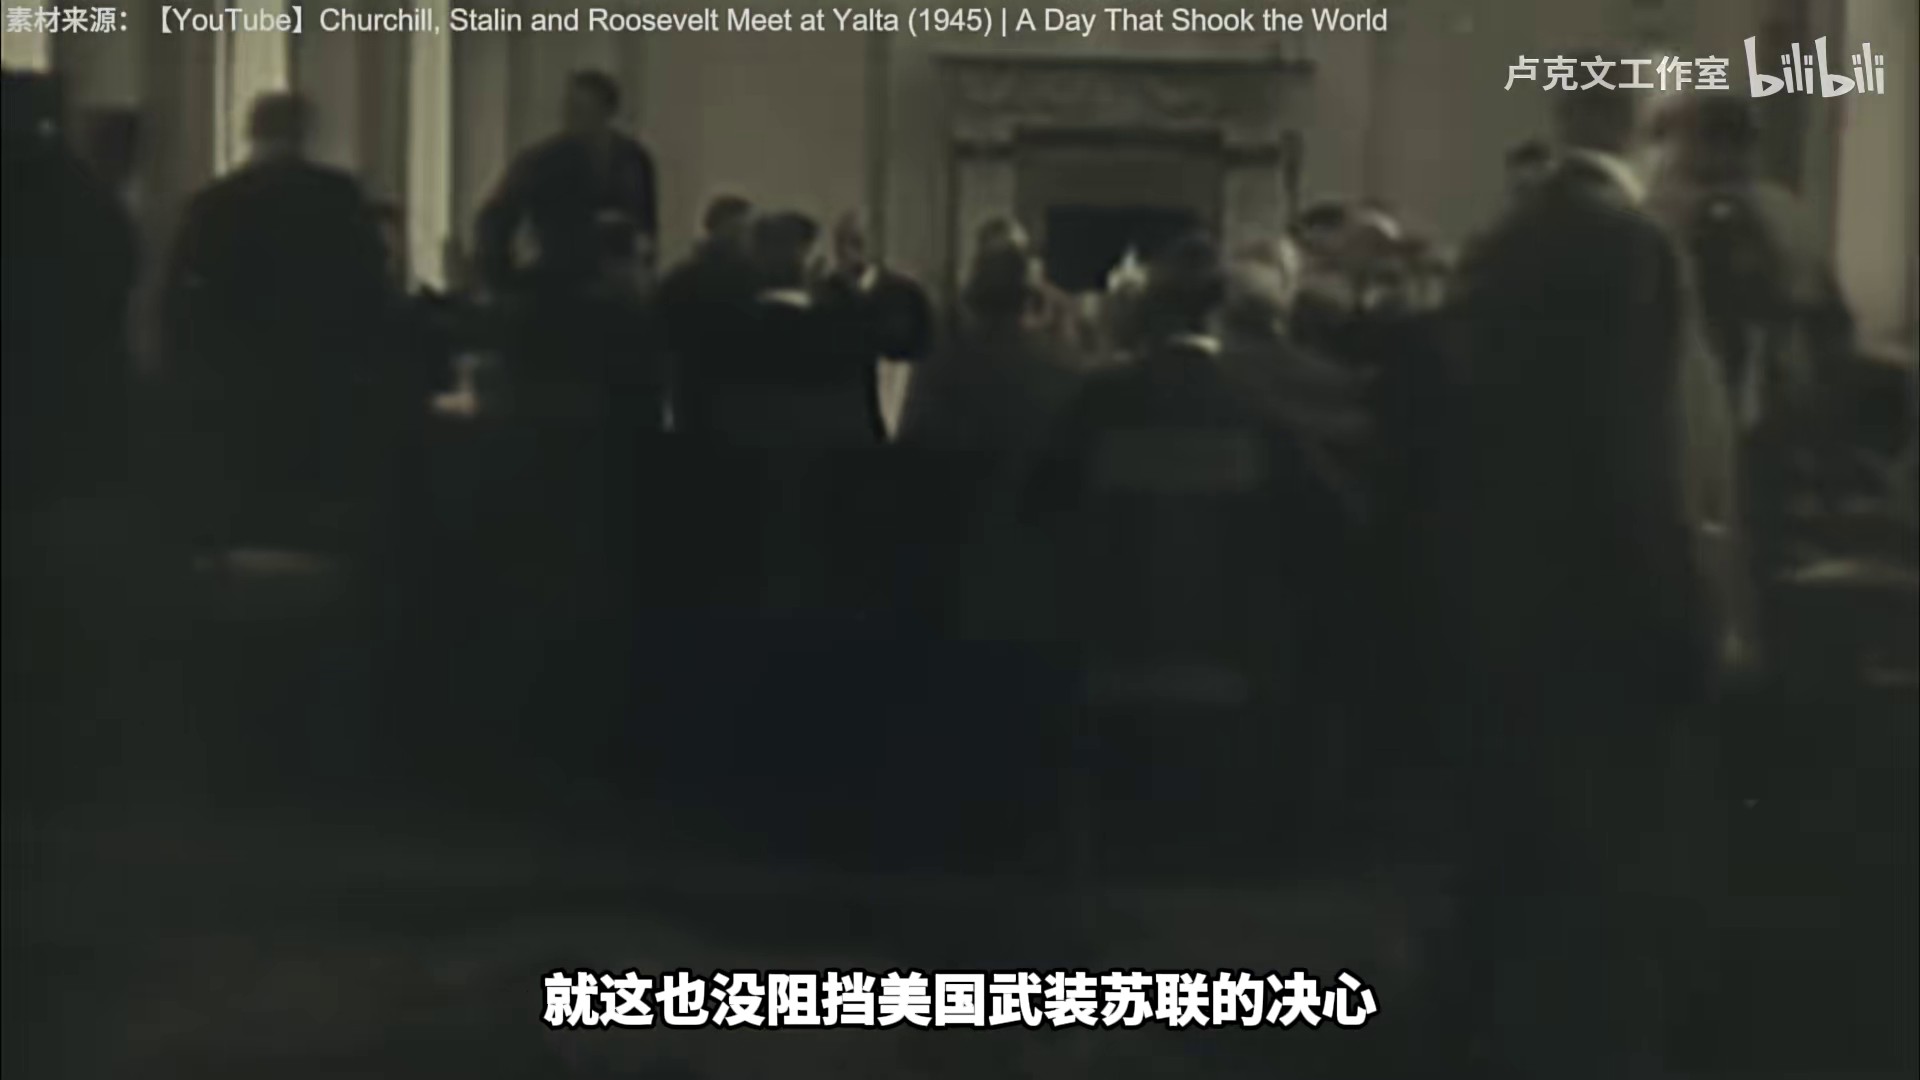 素材来源：【YouTube】Churchill, Stalin and Roosevelt Meet at Yalta (1945) | A Day That Shook the World
卢克文工作室 bilibili
就这也没阻挡美国武装苏联的决心